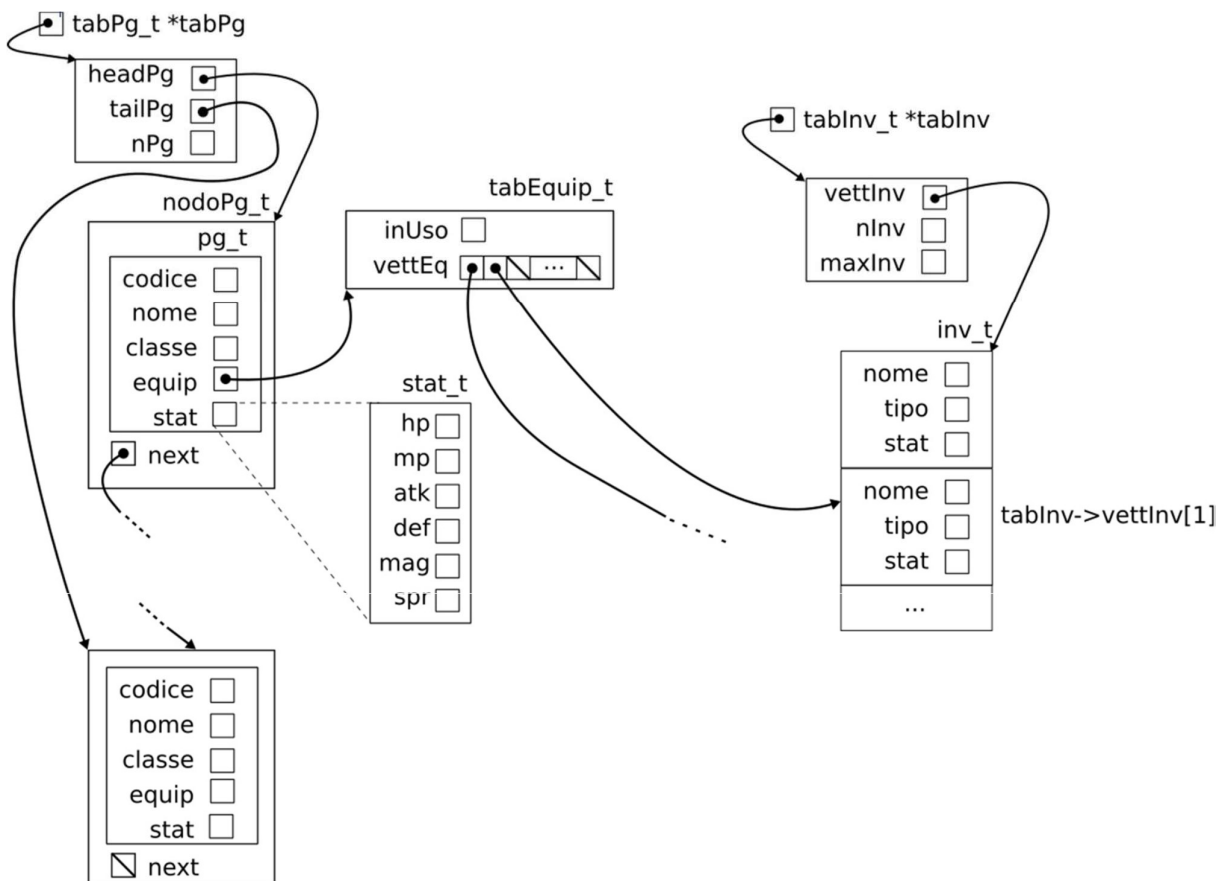 tabPg_t *tabPg
headPg
tailPg
nPg
nodoPg_t
pg_t
codice
nome
classe
equip
stat
next
tabEquip_t
inUso
vettEq
...
stat_t
hp
mp
atk
def
mag
spr
tabInv_t *tabInv
vettInv
nInv
maxInv
inv_t
nome
tipo
stat
nome
tipo
stat
tabInv->vettInv[1]
...
codice
nome
classe
equip
stat
next